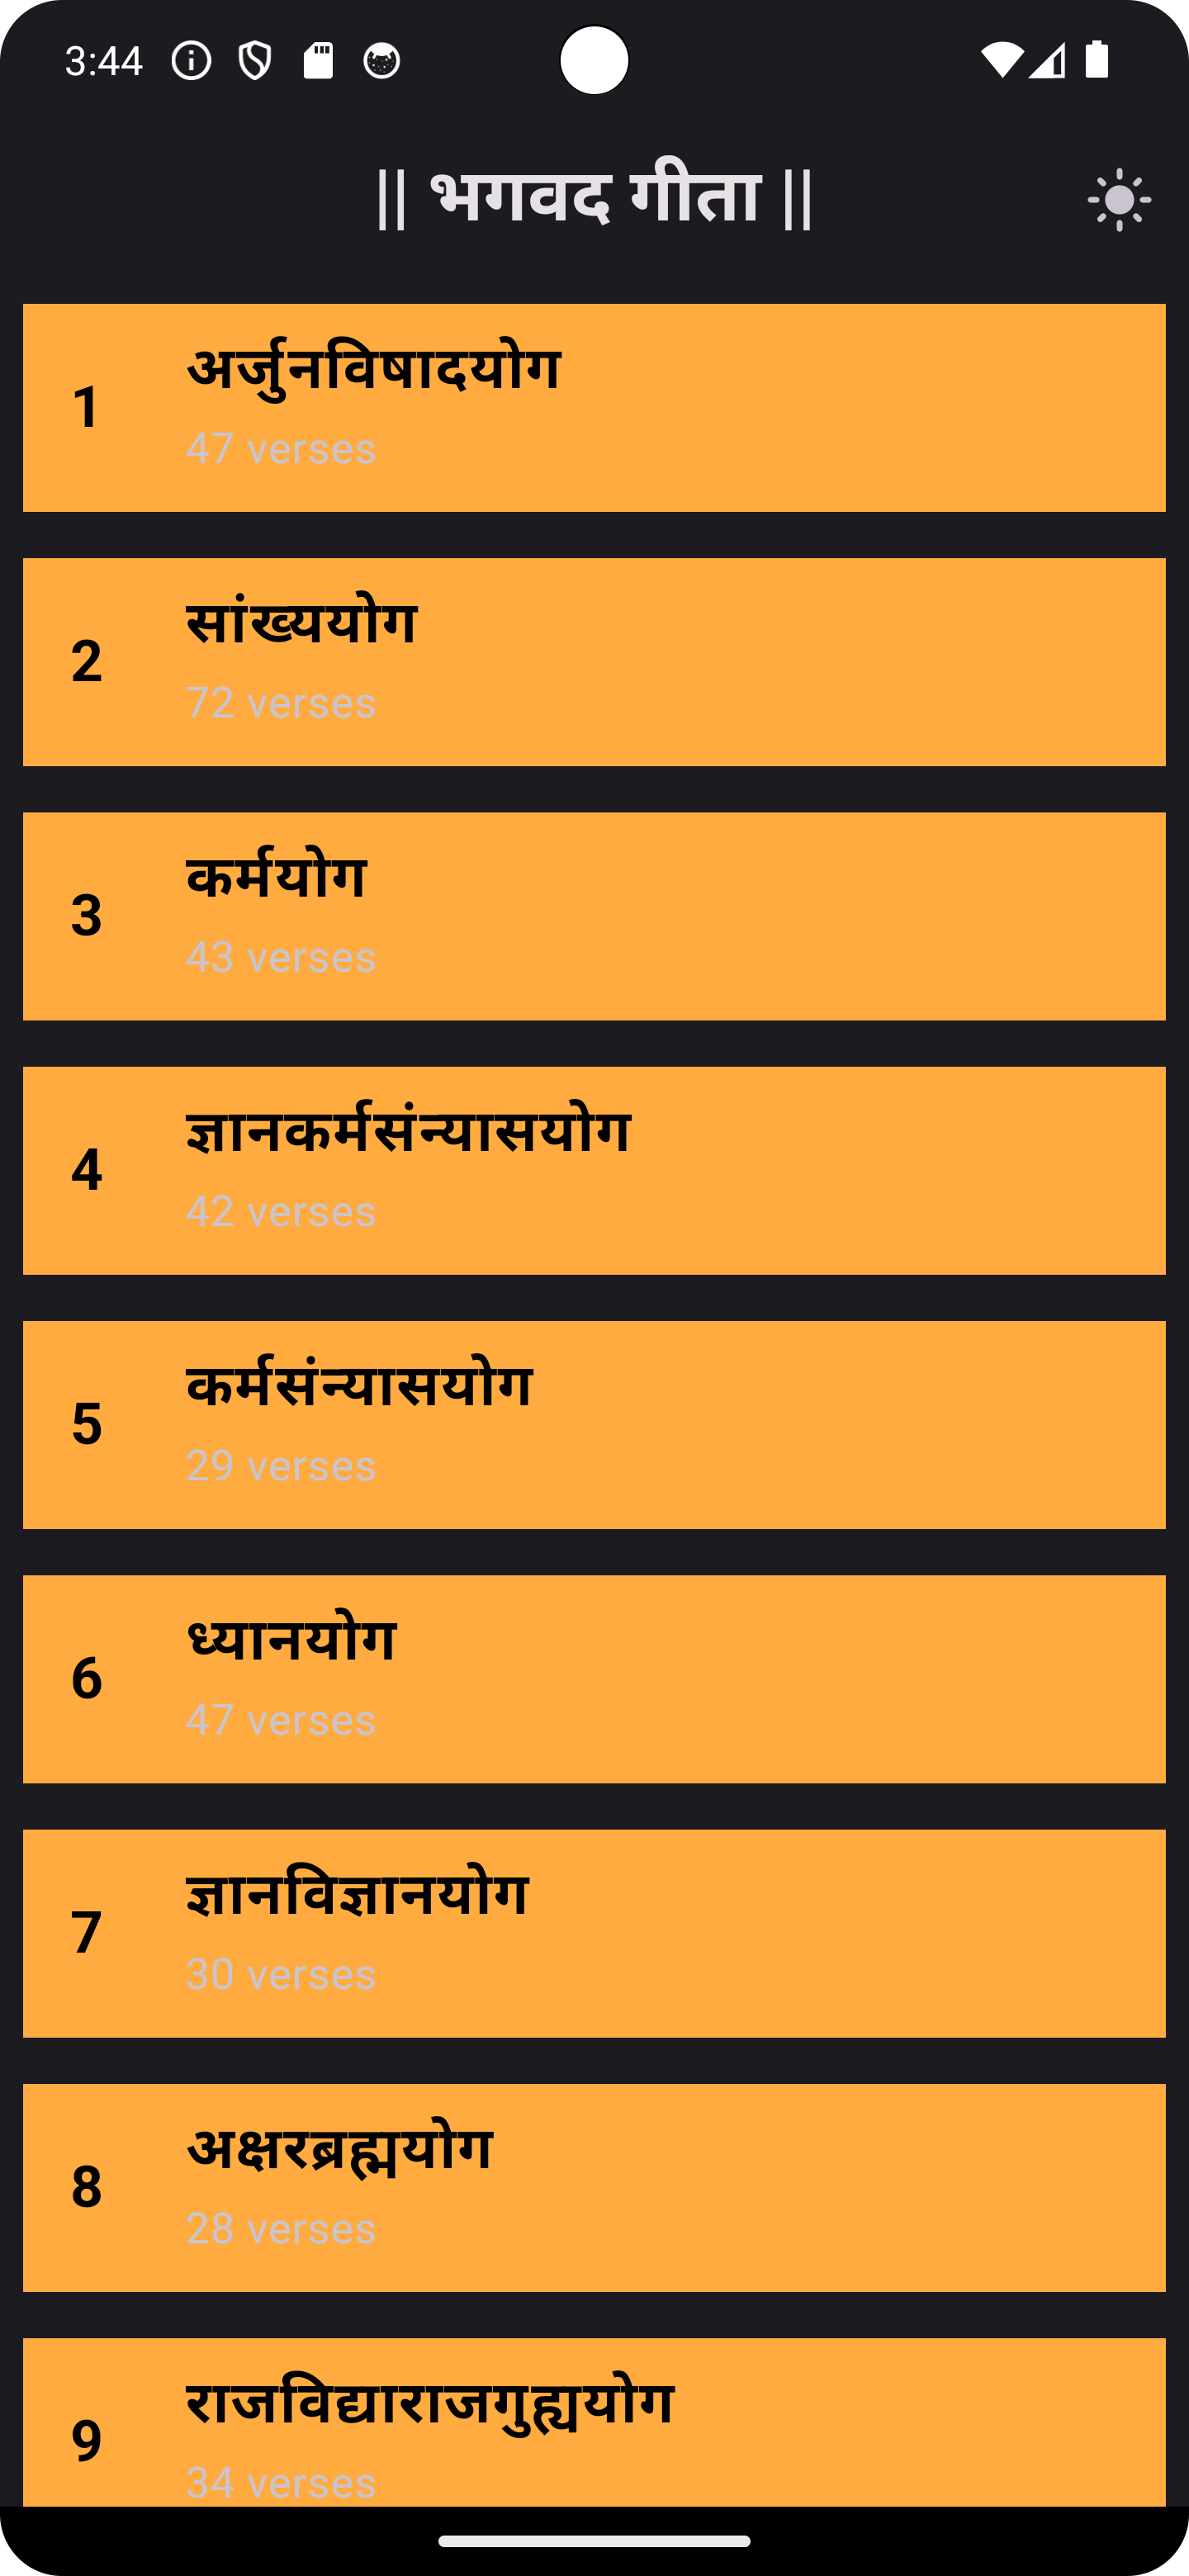 3:44
|| भगवद गीता ||
1
अर्जुनविषादयोग
47 verses
2
सांख्ययोग
72 verses
3
कर्मयोग
43 verses
4
ज्ञानकर्मसंन्यासयोग
42 verses
5
कर्मसंन्यासयोग
29 verses
6
ध्यानयोग
47 verses
7
ज्ञानविज्ञानयोग
30 verses
8
अक्षरब्रह्मयोग
28 verses
9
राजविद्याराजगुह्ययोग
34 verses